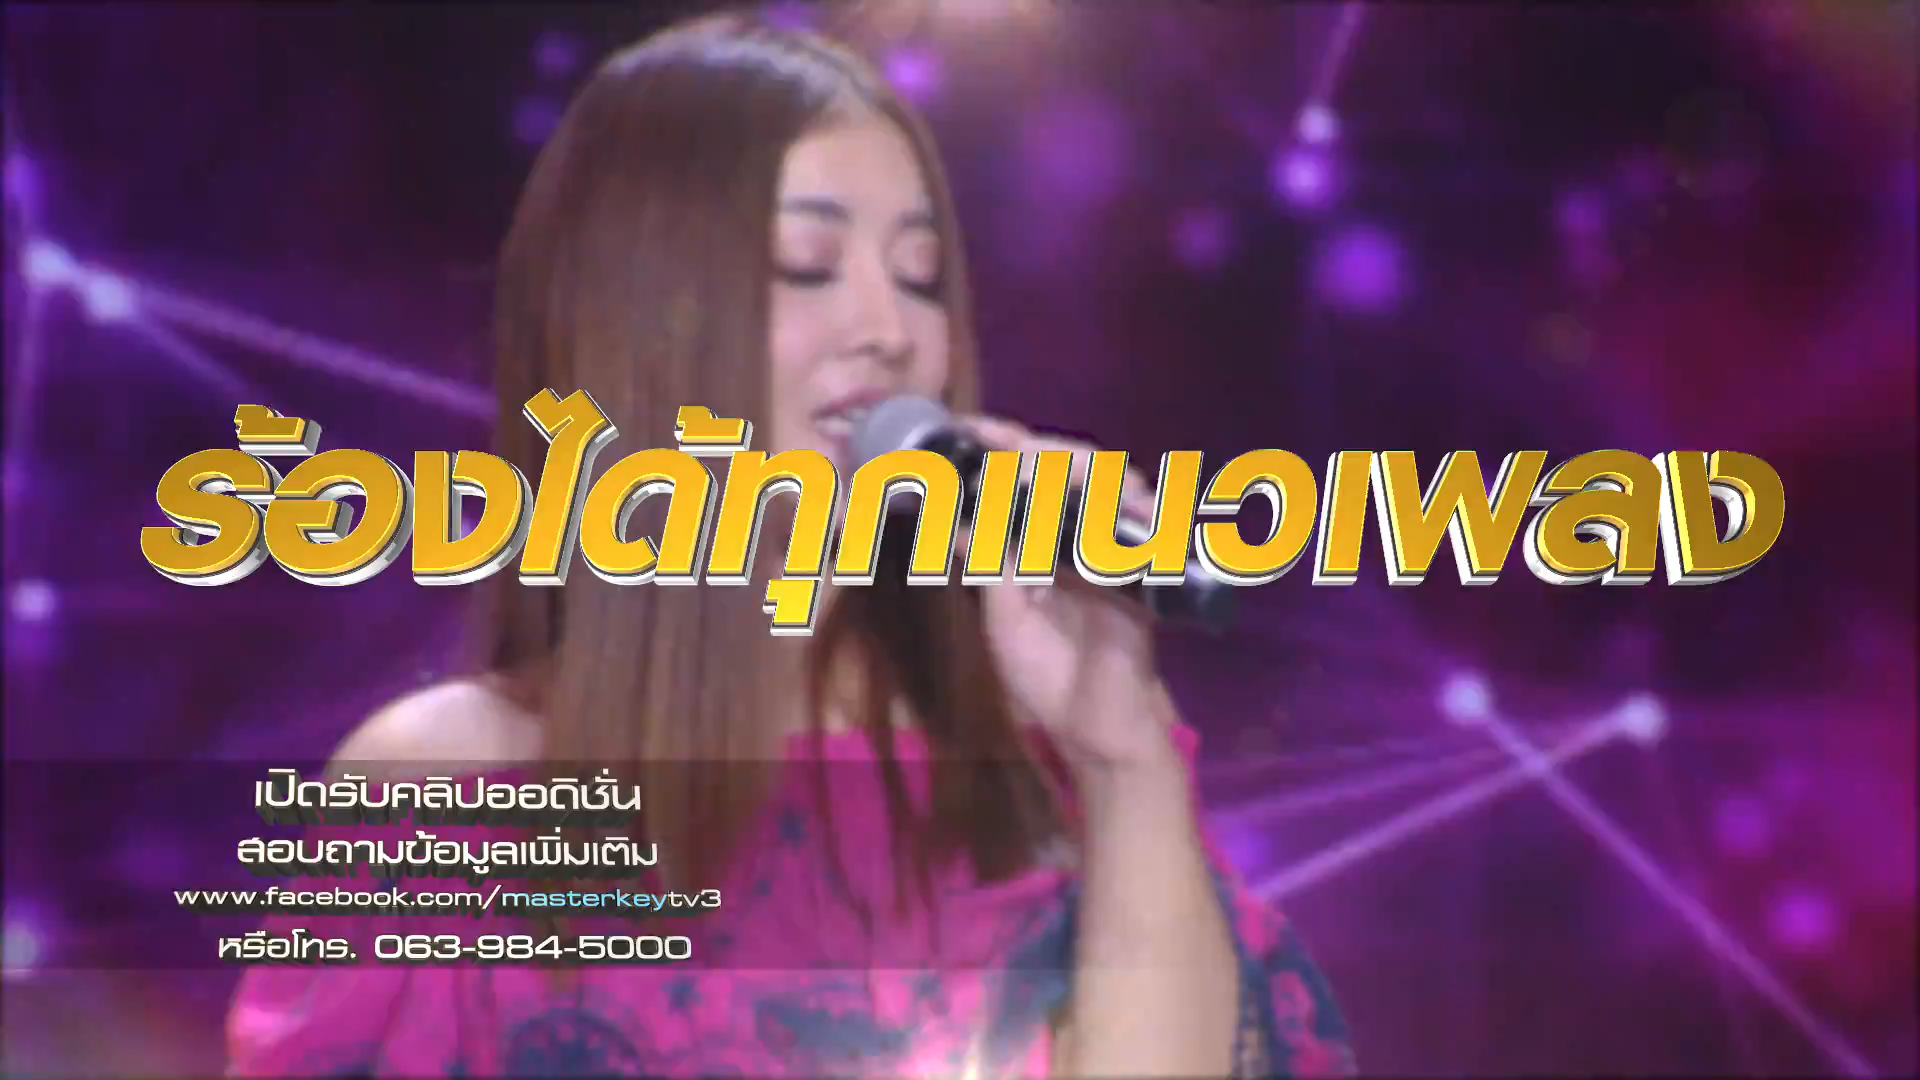 ร้องได้ทุกแนวเพลง
เปิดรับคลิปออดิชั่น
สอบถามข้อมูลเพิ่มเติม
www.facebook.com/masterkeytv3
หรือโทร. 063-984-5000